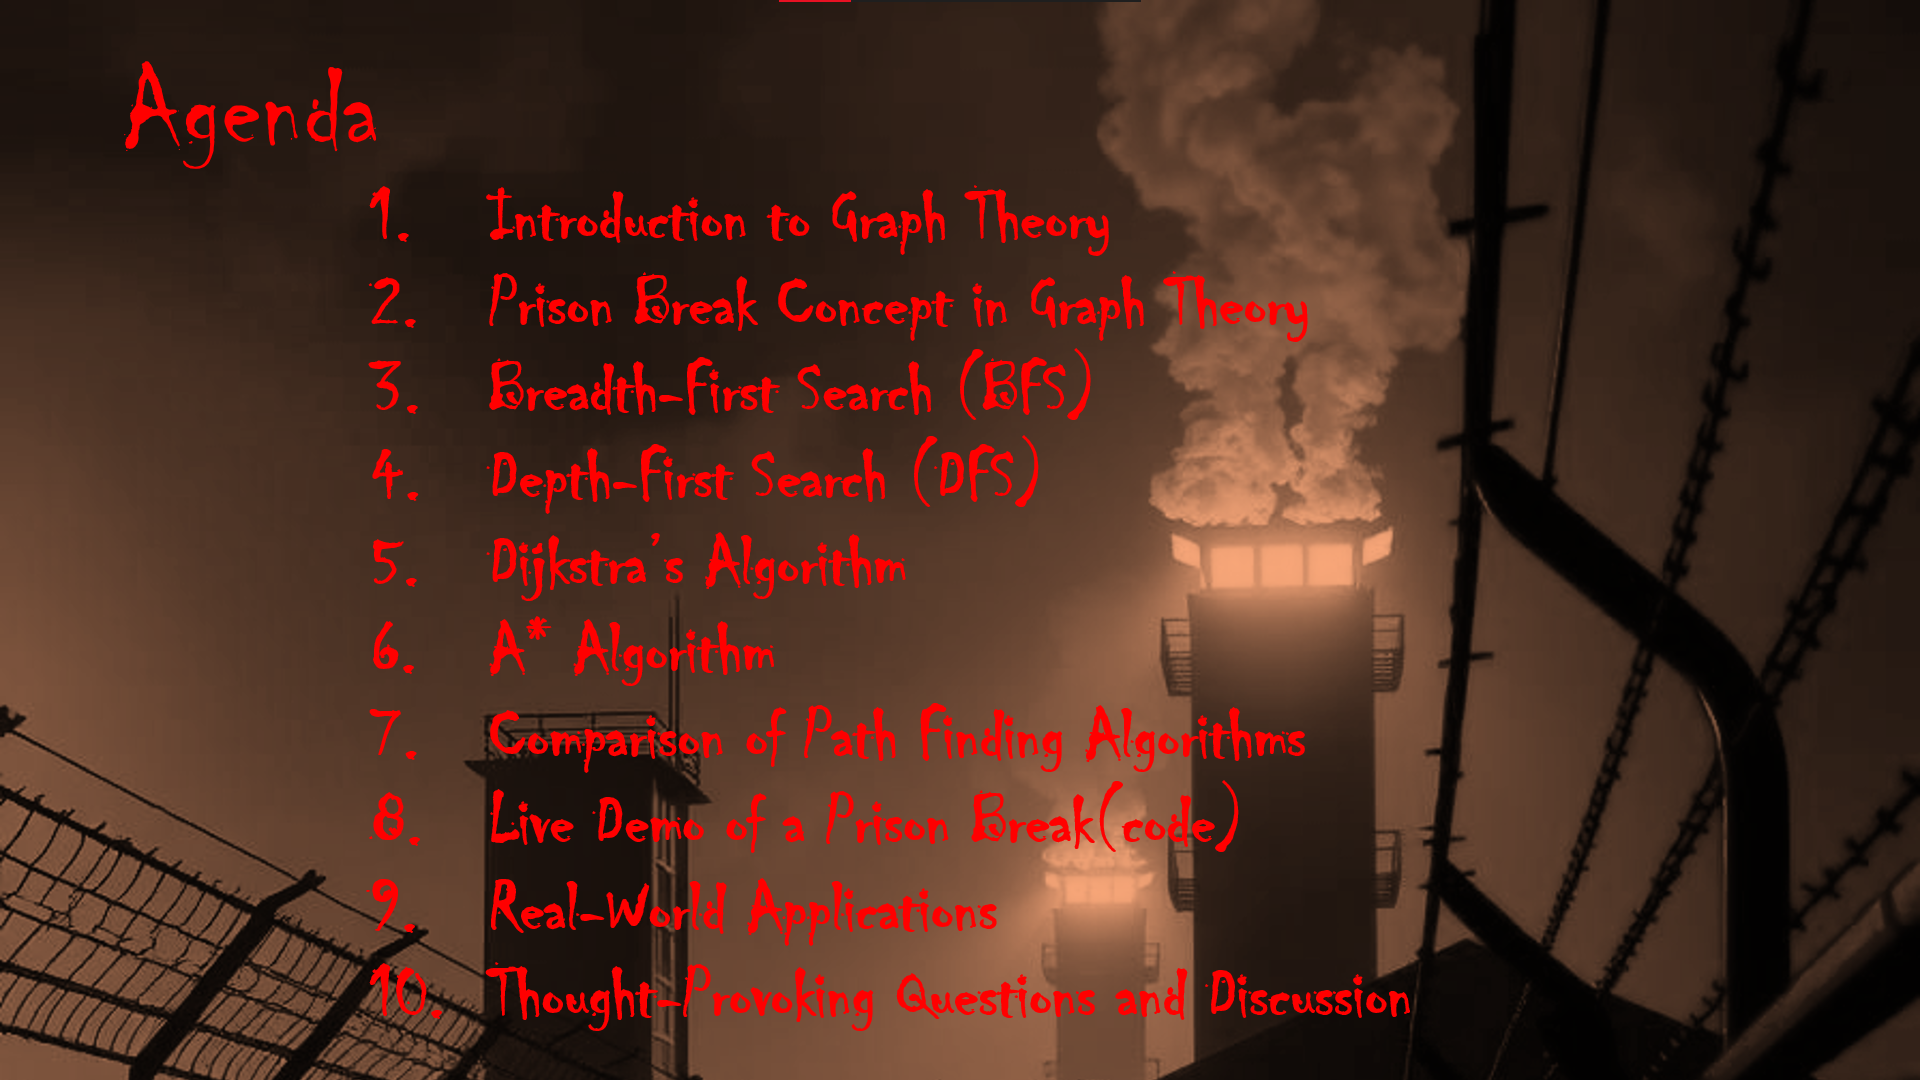 Agenda
1. Introduction to Graph Theory
2. Prison Break Concept in Graph Theory
3. Breadth-First Search (BFS)
4. Depth-First Search (DFS)
5. Dijkstra's Algorithm
6. A* Algorithm
7. Comparison of Path Finding Algorithms
8. Live Demo of a Prison Break(code)
9. Real-World Applications
10. Thought-Provoking Questions and Discussion